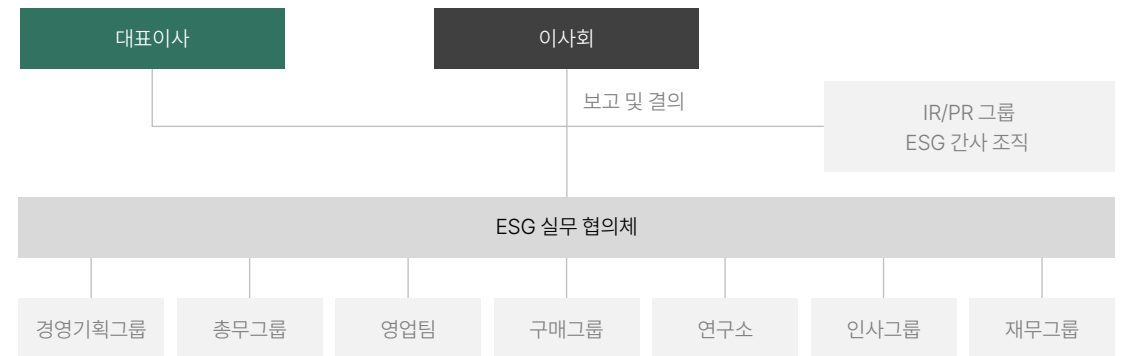 대표이사
이사회
보고 및 결의
IR/PR 그룹
ESG 간사 조직
ESG 실무 협의체
경영기획그룹
총무그룹
영업팀
구매그룹
연구소
인사그룹
재무그룹